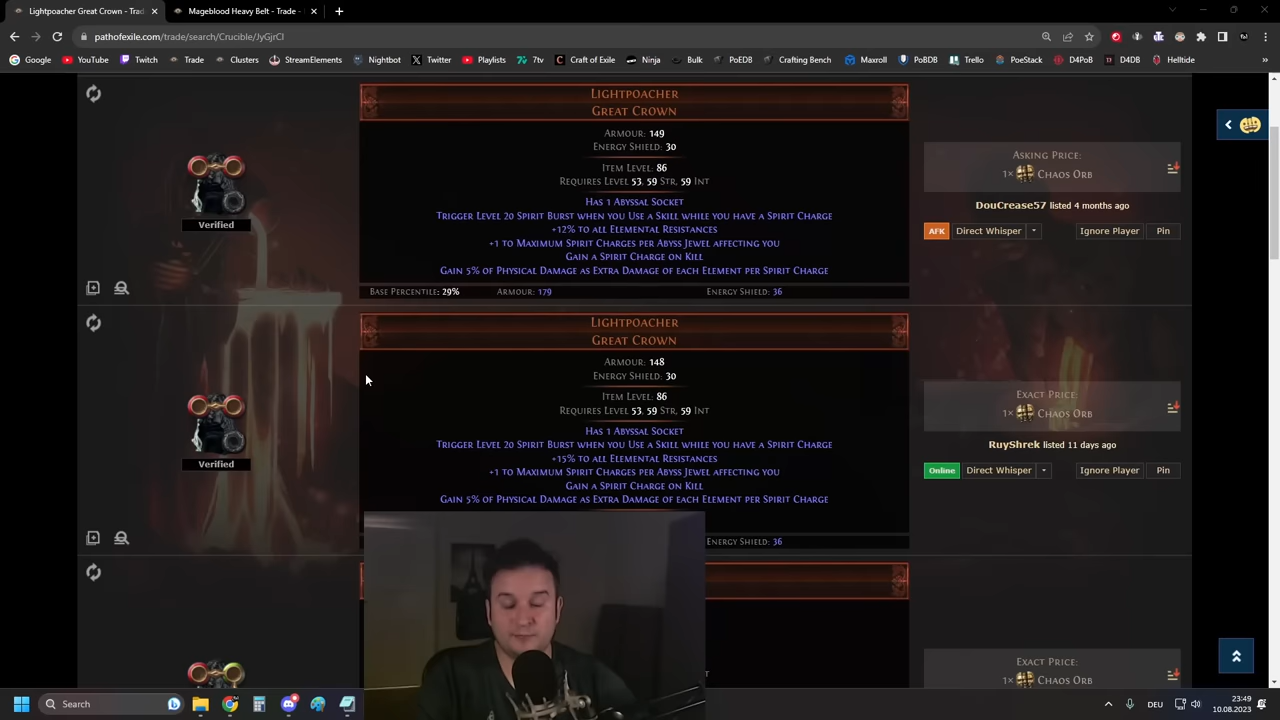 Lightpoacher Great Crown - Trad
Mageblood Heavy Belt - Trade -
pathofexile.com/trade/search/Crucible/JyGjrCl
Google
YouTube
Twitch
Trade
Clusters
StreamElements
Nightbot
Twitter
Playlists
7tv
Craft of Exile
Ninja
Bulk
PoEDB
Crafting Bench
Maxroll
PoBDB
Trello
PoeStack
D4PoB
D4DB
Helltide
Lightpoacher
Great Crown
Armour: 149
Energy Shield: 30
Item Level: 86
Requires Level 53, 59 Str, 59 Int
Has 1 Abyssal Socket
Trigger Level 20 Spirit Burst when you Use a Skill while you have a Spirit Charge
+12% to all Elemental Resistances
+1 to Maximum Spirit Charges per Abyss Jewel affecting you
Gain a Spirit Charge on Kill
Gain 5% of Physical Damage as Extra Damage of each Element per Spirit Charge
Base Percentile: 29%
Armour: 179
Energy Shield: 36
Verified
Asking Price:
1× Chaos Orb
DouCrease57 listed 4 months ago
AFK
Direct Whisper
Ignore Player
Pin
Lightpoacher
Great Crown
Armour: 148
Energy Shield: 30
Item Level: 86
Requires Level 53, 59 Str, 59 Int
Has 1 Abyssal Socket
Trigger Level 20 Spirit Burst when you Use a Skill while you have a Spirit Charge
+15% to all Elemental Resistances
+1 to Maximum Spirit Charges per Abyss Jewel affecting you
Gain a Spirit Charge on Kill
Gain 5% of Physical Damage as Extra Damage of each Element per Spirit Charge
Energy Shield: 36
Verified
Exact Price:
1× Chaos Orb
RuyShrek listed 11 days ago
Online
Direct Whisper
Ignore Player
Pin
Exact Price:
1× Chaos Orb
Search
DEU
23:49
10.08.2023